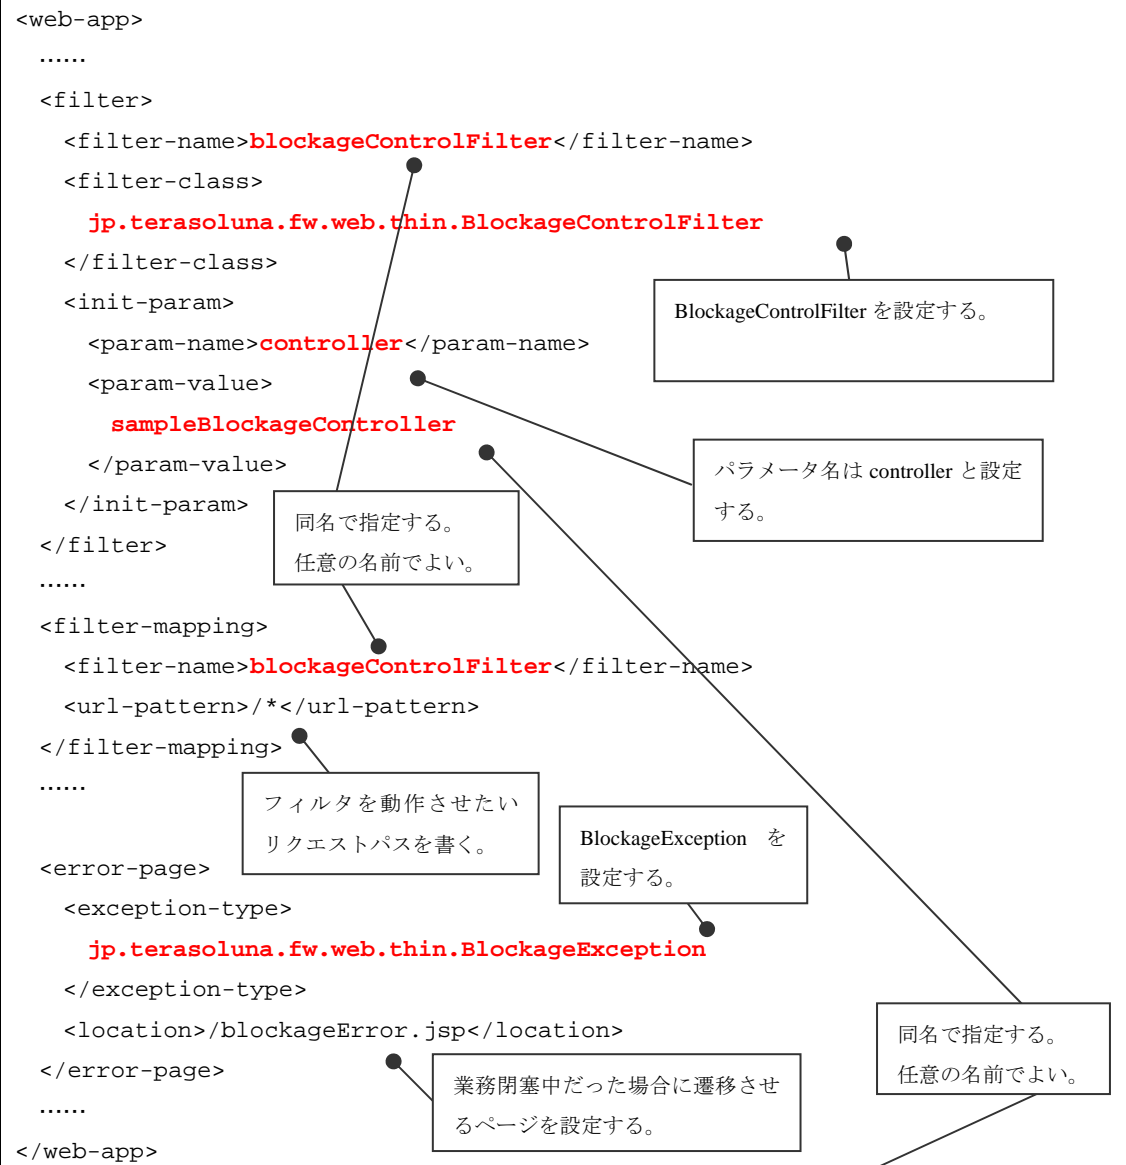 <web-app>
……
<filter>
<filter-name>blockageControlFilter</filter-name>
<filter-class>
jp.terasoluna.fw.web.thin.BlockageControlFilter
</filter-class>
<init-param>
BlockageControlFilter を設定する。
<param-name>controller</param-name>
<param-value>
sampleBlockageController
</param-value>
パラメータ名は controller と設定
する。
</init-param>
同名で指定する。
任意の名前でよい。
</filter>
……
<filter-mapping>
<filter-name>blockageControlFilter</filter-name>
<url-pattern>/*</url-pattern>
</filter-mapping>
……
フィルタを動作させたい
リクエストパスを書く。
BlockageException を
設定する。
<error-page>
<exception-type>
jp.terasoluna.fw.web.thin.BlockageException
</exception-type>
<location>/blockageError.jsp</location>
同名で指定する。
任意の名前でよい。
</error-page>
業務閉塞中だった場合に遷移させ
るページを設定する。
……
</web-app>